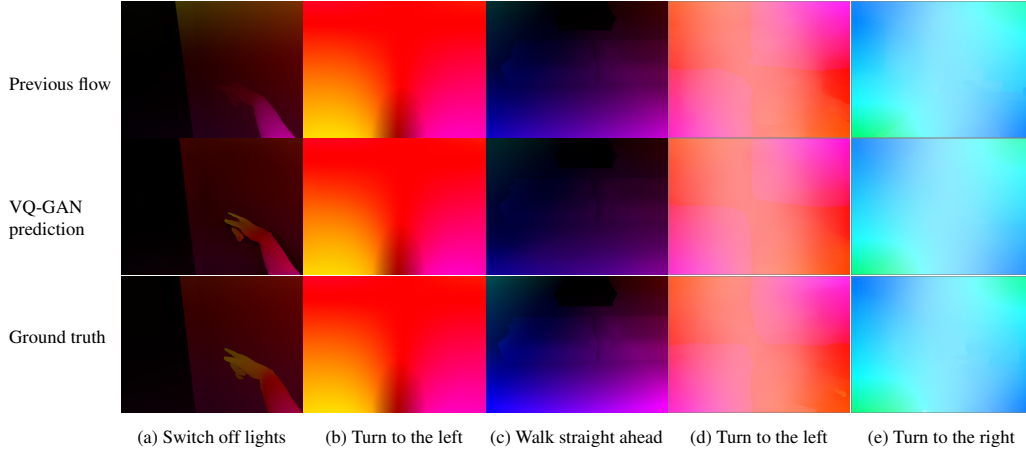 Previous flow
VQ-GAN
prediction
Ground truth
(a) Switch off lights
(b) Turn to the left
(c) Walk straight ahead
(d) Turn to the left
(e) Turn to the right